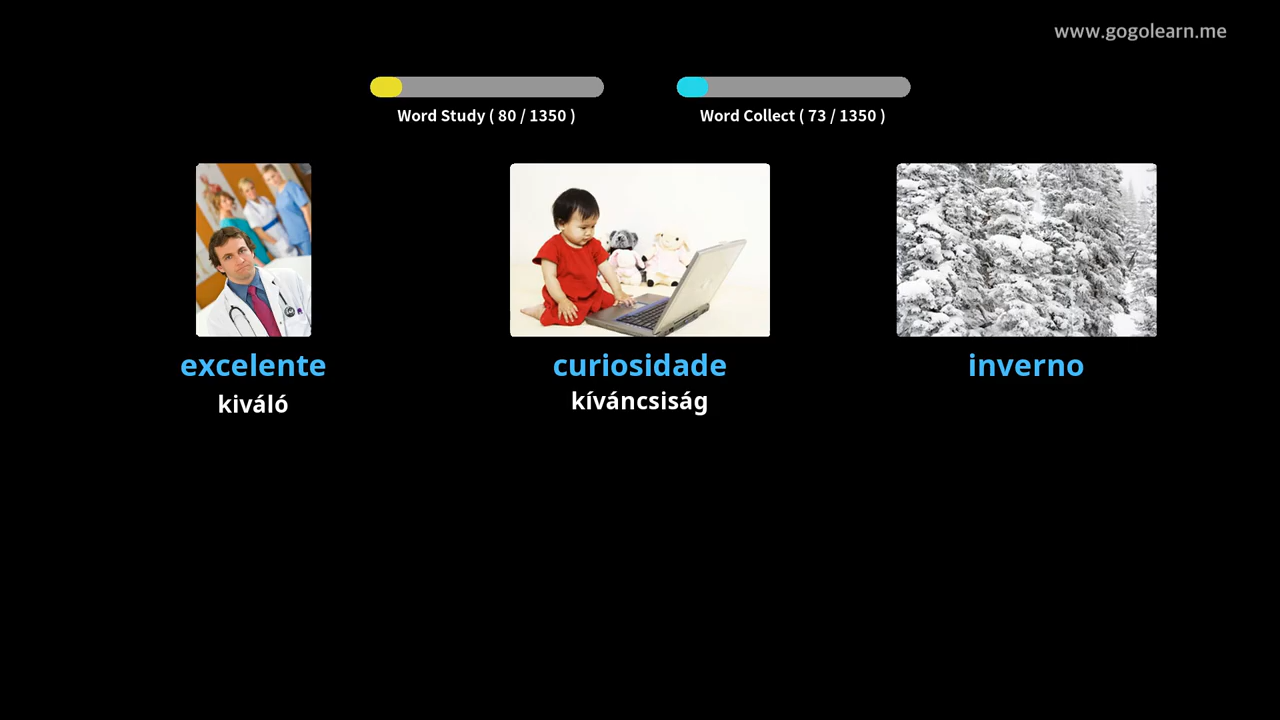 www.gogolearn.me
Word Study ( 80 / 1350 )
Word Collect ( 73 / 1350 )
excelente
kiváló
curiosidade
kíváncsiság
inverno